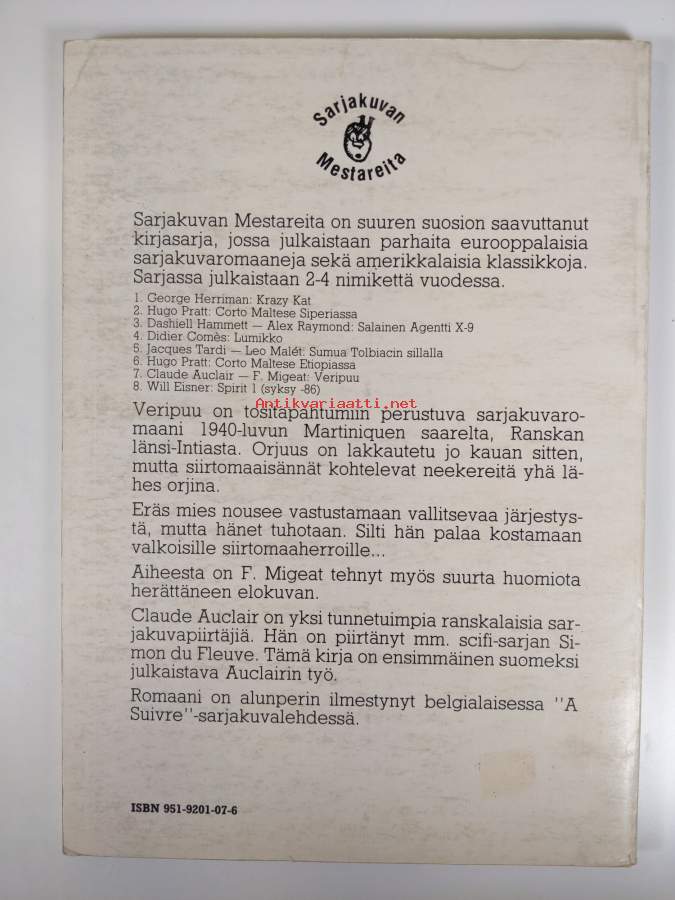 Sarjakuvan
Mestareita
Sarjakuvan Mestareita on suuren suosion saavuttanut
kirjasarja, jossa julkaistaan parhaita eurooppalaisia
sarjakuvaromaaneja sekä amerikkalaisia klassikkoja.
Sarjassa julkaistaan 2-4 nimikettä vuodessa.
1. George Herriman: Krazy Kat
2. Hugo Pratt: Corto Maltese Siperiassa
3. Dashiell Hammett — Alex Raymond: Salainen Agentti X-9
4. Didier Comès: Lumikko
5. Jacques Tardi — Leo Malét: Sumua Tolbiacin sillalla
6. Hugo Pratt: Corto Maltese Etiopiassa
7. Claude Auclair — F. Migeat: Veripuu
8. Will Eisner: Spirit 1 (syksy -86)
Antikvariaatti.net
Veripuu on tositapahtumiin perustuva sarjakuvaro-
maani 1940-luvun Martiniquen saarelta, Ranskan
länsi-Intiasta. Orjuus on lakkautetu jo kauan sitten,
mutta siirtomaaisännät kohtelevat neekereitä yhä lä-
hes orjina.
Eräs mies nousee vastustamaan vallitsevaa järjestys-
tä, mutta hänet tuhotaan. Silti hän palaa kostamaan
valkoisille siirtomaaherroille...
Aiheesta on F. Migeat tehnyt myös suurta huomiota
herättäneen elokuvan.
Claude Auclair on yksi tunnetuimpia ranskalaisia sar-
jakuvapiirtäjiä. Hän on piirtänyt mm. scifi-sarjan Si-
mon du Fleuve. Tämä kirja on ensimmäinen suomeksi
julkaistava Auclairin työ.
Romaani on alunperin ilmestynyt belgialaisessa "A
Suivre"-sarjakuvalehdessä.
ISBN 951-9201-07-6